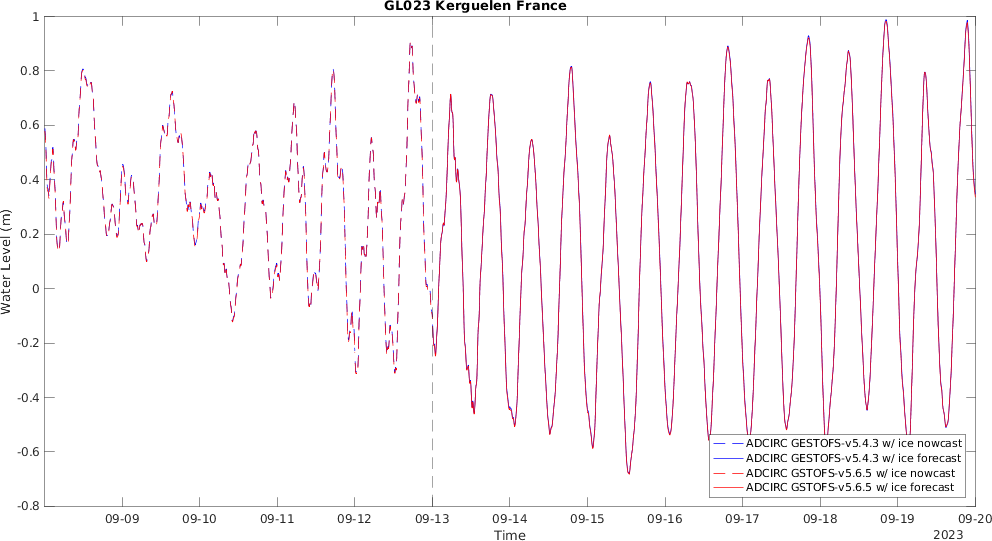 GL023 Kerguelen France
1
0.8
0.6
0.4
0.2
0
-0.2
-0.4
-0.6
-0.8
Water Level (m)
ADCIRC GESTOFS-v5.4.3 w/ ice nowcast
ADCIRC GESTOFS-v5.4.3 w/ ice forecast
ADCIRC GSTOFS-v5.6.5 w/ ice nowcast
ADCIRC GSTOFS-v5.6.5 w/ ice forecast
09-09 09-10 09-11 09-12 09-13 09-14 09-15 09-16 09-17 09-18 09-19 09-20
Time
2023